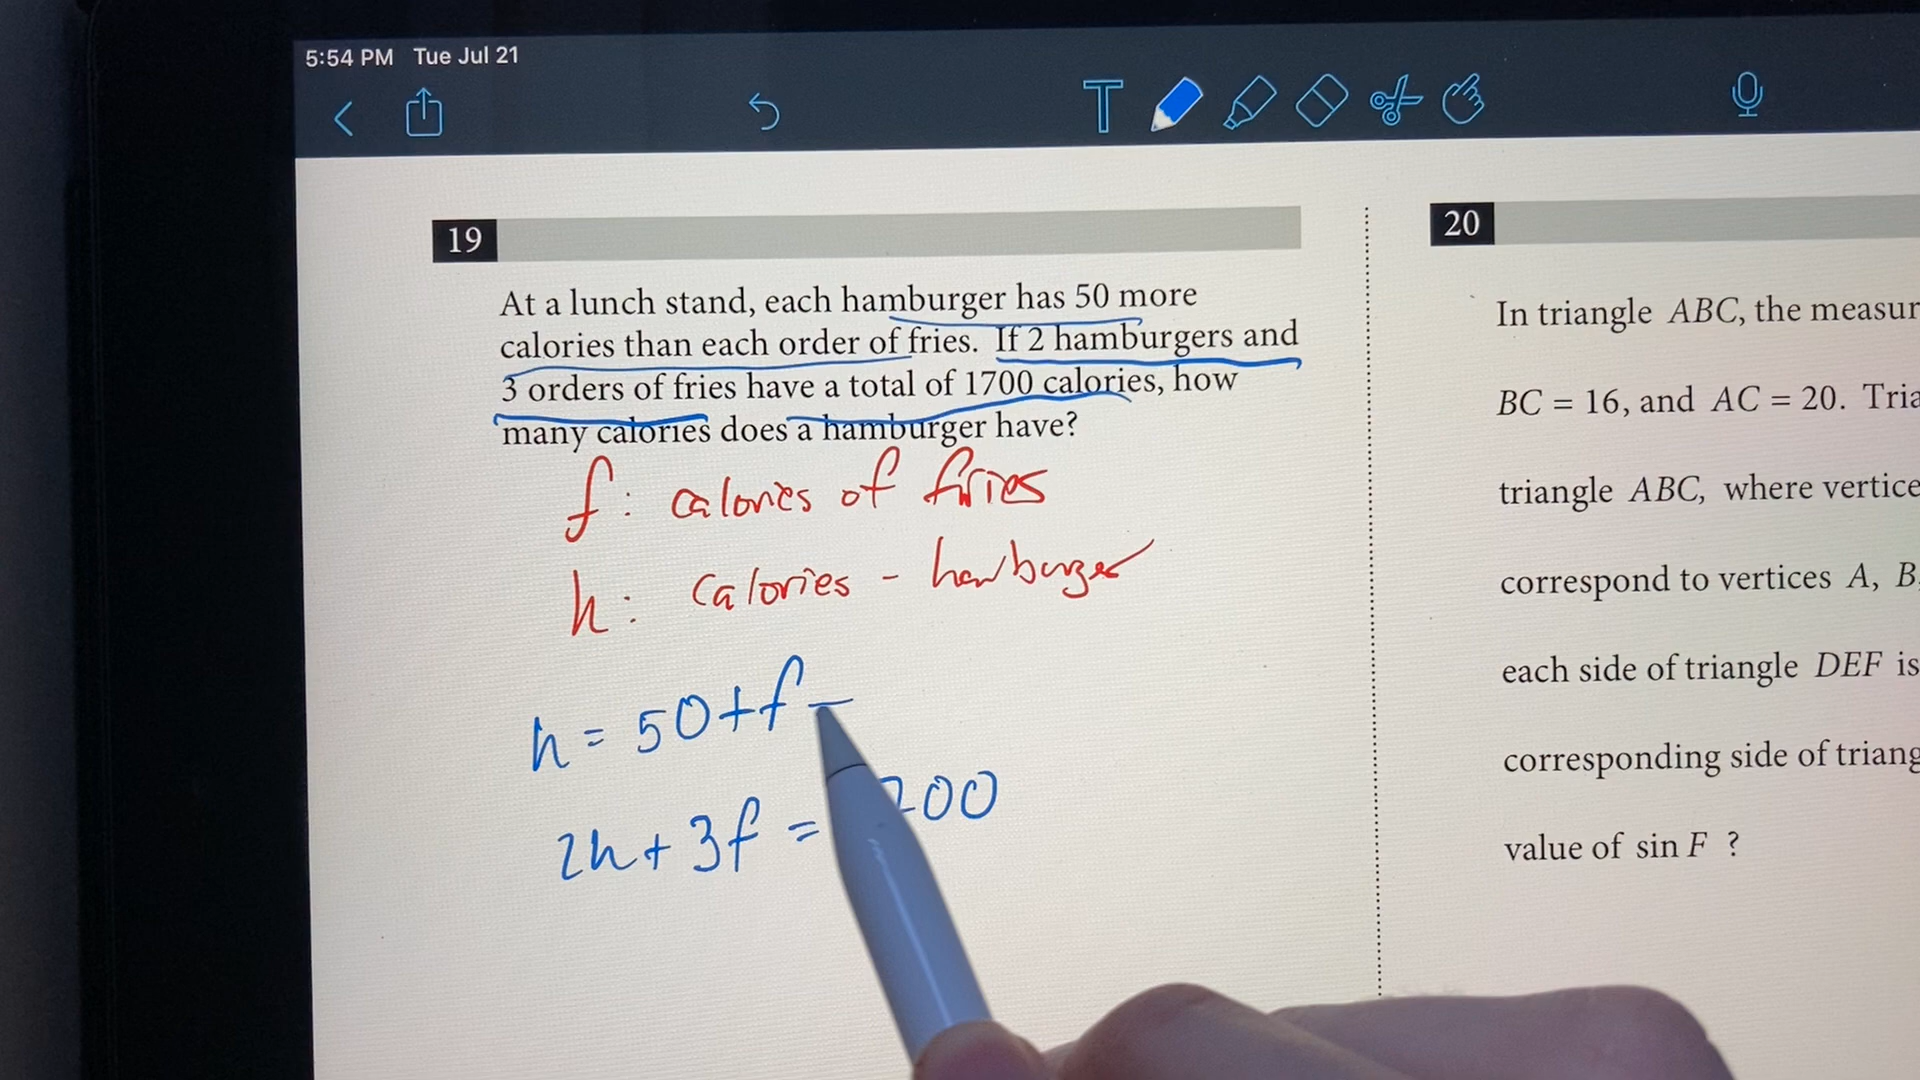 5:54 PM Tue Jul 21
T
19
At a lunch stand, each hamburger has 50 more
calories than each order of fries. If 2 hamburgers and
3 orders of fries have a total of 1700 calories, how
many calories does a hamburger have?
f: calories of fries
h: calories - hamburger
h = 50+f -
2h + 3f = 700
20
In triangle ABC, the measur
BC = 16, and AC = 20. Tria
triangle ABC, where vertice
correspond to vertices A, B,
each side of triangle DEF is
corresponding side of triang
value of sin F ?